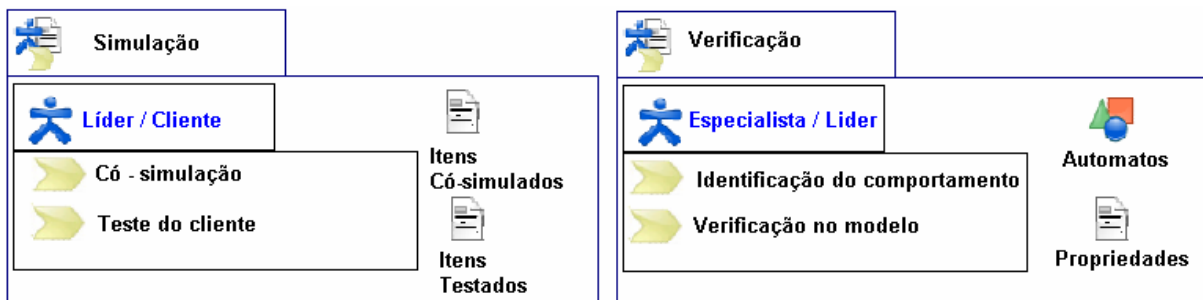 Simulação
Líder / Cliente
Có - simulação
Teste do cliente
Itens
Có-simulados
Itens
Testados
Verificação
Especialista / Lider
Identificação do comportamento
Verificação no modelo
Automatos
Propriedades